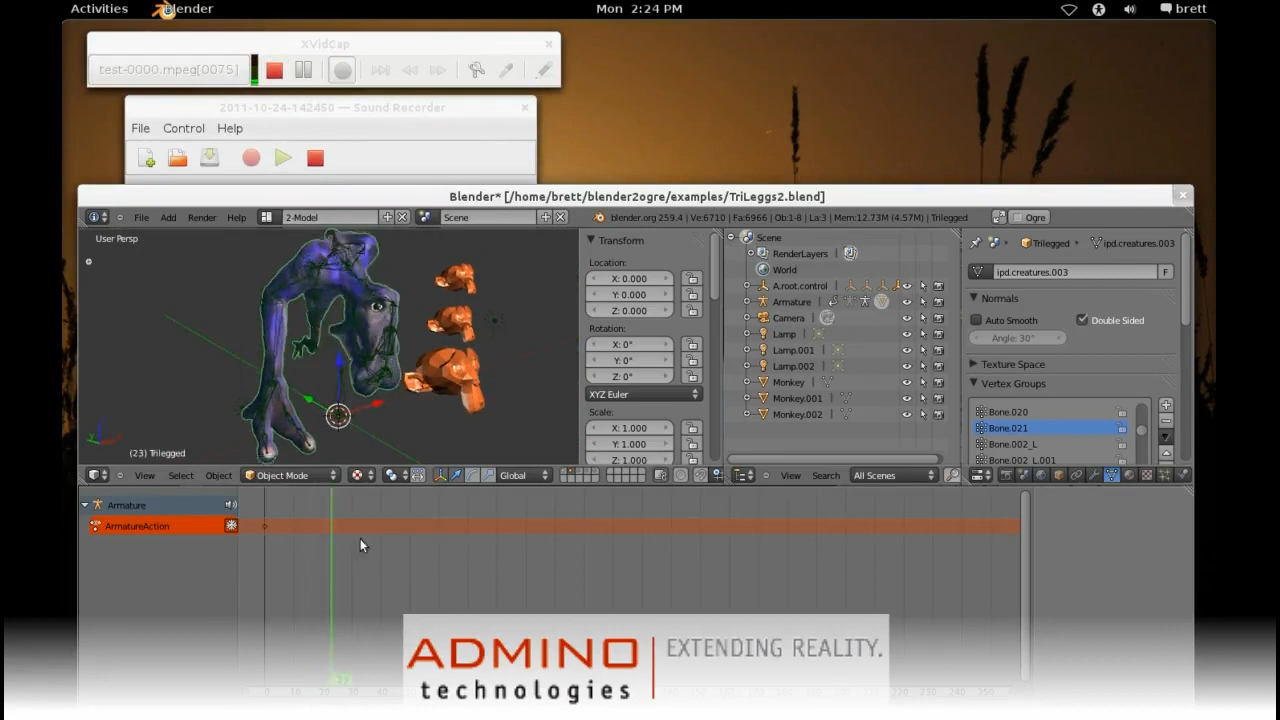 Activities Blender Mon 2:24 PM brett
XVidCap
test-0000.mpeg[0075]
2011-10-24-142450 — Sound Recorder
File Control Help
Blender* [/home/brett/blender2ogre/examples/TriLeggs2.blend]
File Add Render Help 2-Model Scene blender.org 259.4 | Ve:6710 | Fa:6966 | Ob:1-8 | La:3 | Mem:12.73M (4.57M) | Trilegged Ogre
User Persp
Transform
Location:
X: 0.000
Y: 0.000
Z: 0.000
Rotation:
X: 0°
Y: 0°
Z: 0°
XYZ Euler
Scale:
X: 1.000
Y: 1.000
Z: 1.000
(23) Trilegged
Scene
RenderLayers
World
A.root.control
Armature
Camera
Lamp
Lamp.001
Lamp.002
Monkey
Monkey.001
Monkey.002
Trilegged ipd.creatures.003
ipd.creatures.003 F
Normals
Auto Smooth Double Sided
Angle: 30°
Texture Space
Vertex Groups
Bone.020
Bone.021
Bone.002_L
Bone.002_L.001
View Select Object Object Mode Global View Search All Scenes
Armature
ArmatureAction
ADMINO EXTENDING REALITY.
technologies